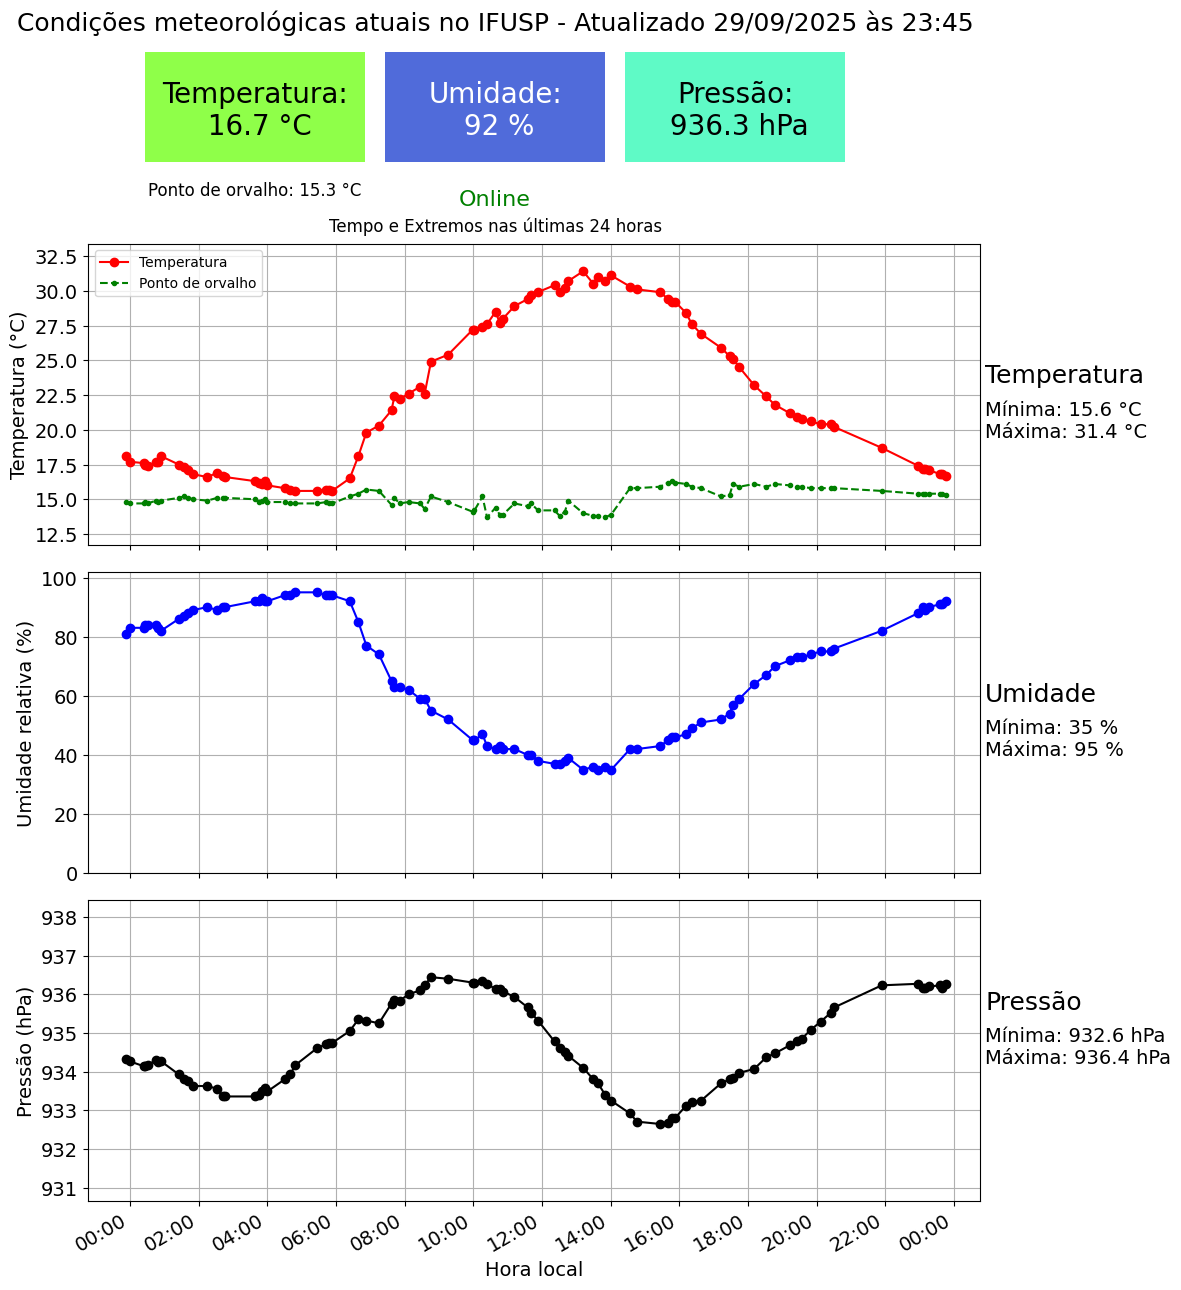 Condições meteorológicas atuais no IFUSP - Atualizado 29/09/2025 às 23:45
Temperatura:
16.7 °C
Umidade:
92 %
Pressão:
936.3 hPa
Ponto de orvalho: 15.3 °C
Online
Tempo e Extremos nas últimas 24 horas
Temperatura
Ponto de orvalho
Temperatura (°C)
32.5
30.0
27.5
25.0
22.5
20.0
17.5
15.0
12.5
Temperatura
Mínima: 15.6 °C
Máxima: 31.4 °C
Umidade relativa (%)
100
80
60
40
20
0
Umidade
Mínima: 35 %
Máxima: 95 %
Pressão (hPa)
938
937
936
935
934
933
932
931
Pressão
Mínima: 932.6 hPa
Máxima: 936.4 hPa
00:00 02:00 04:00 06:00 08:00 10:00 12:00 14:00 16:00 18:00 20:00 22:00 00:00
Hora local